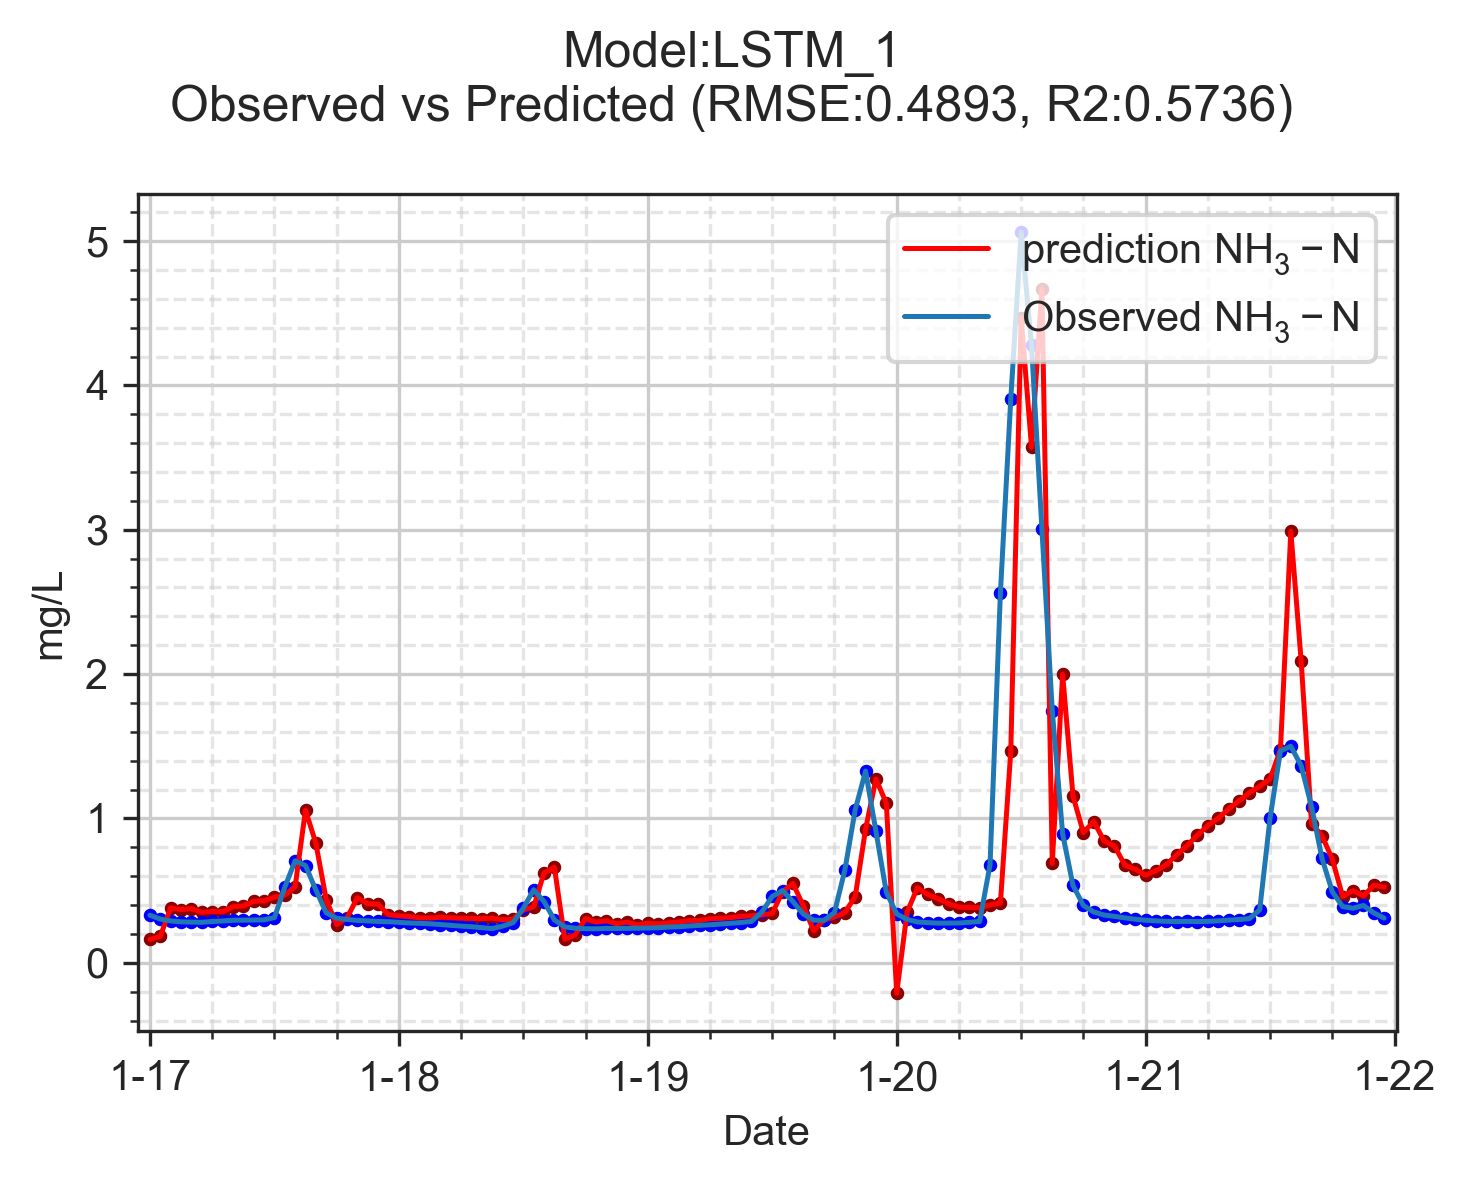 Model:LSTM_1
Observed vs Predicted (RMSE:0.4893, R2:0.5736)
prediction NH₃ − N
Observed NH₃ − N
5
4
3
2
1
0
mg/L
1-17 1-18 1-19 1-20 1-21 1-22
Date